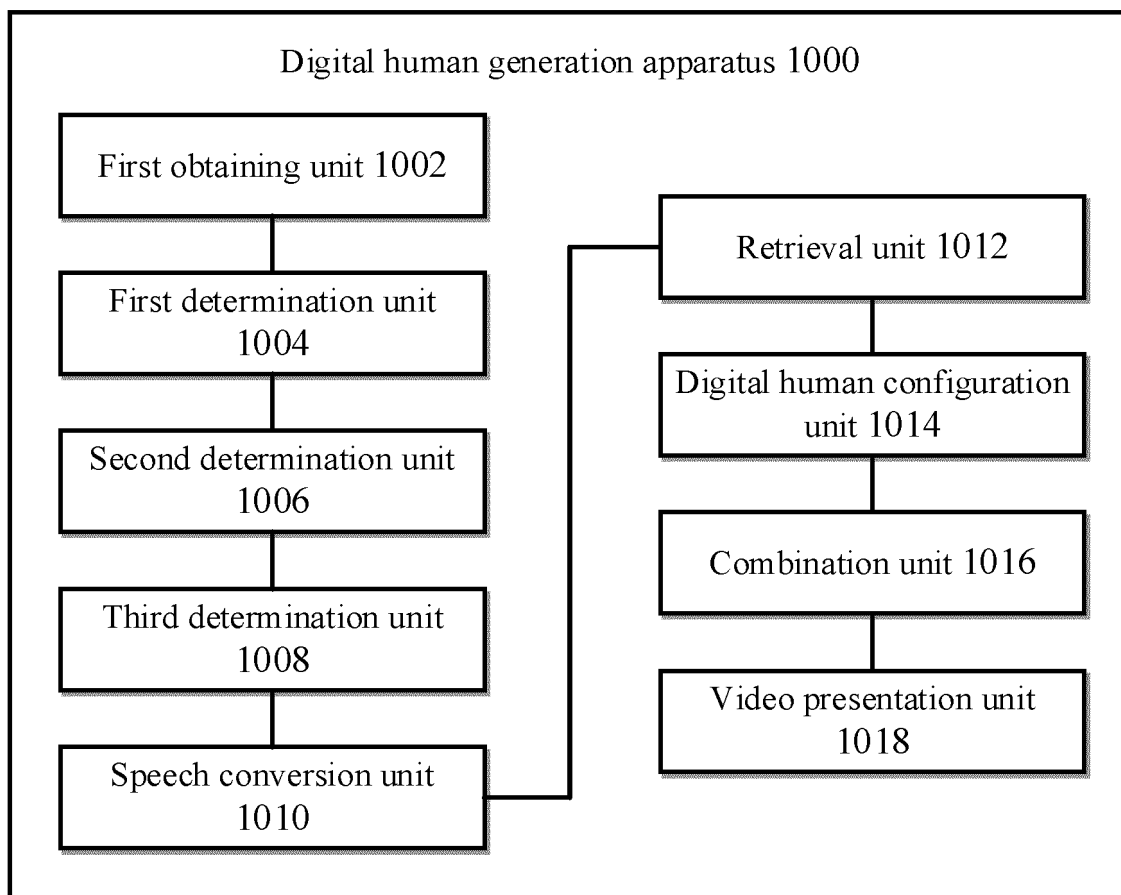 Digital human generation apparatus 1000
First obtaining unit 1002
First determination unit
1004
Second determination unit
1006
Third determination unit
1008
Speech conversion unit
1010
Retrieval unit 1012
Digital human configuration
unit 1014
Combination unit 1016
Video presentation unit
1018